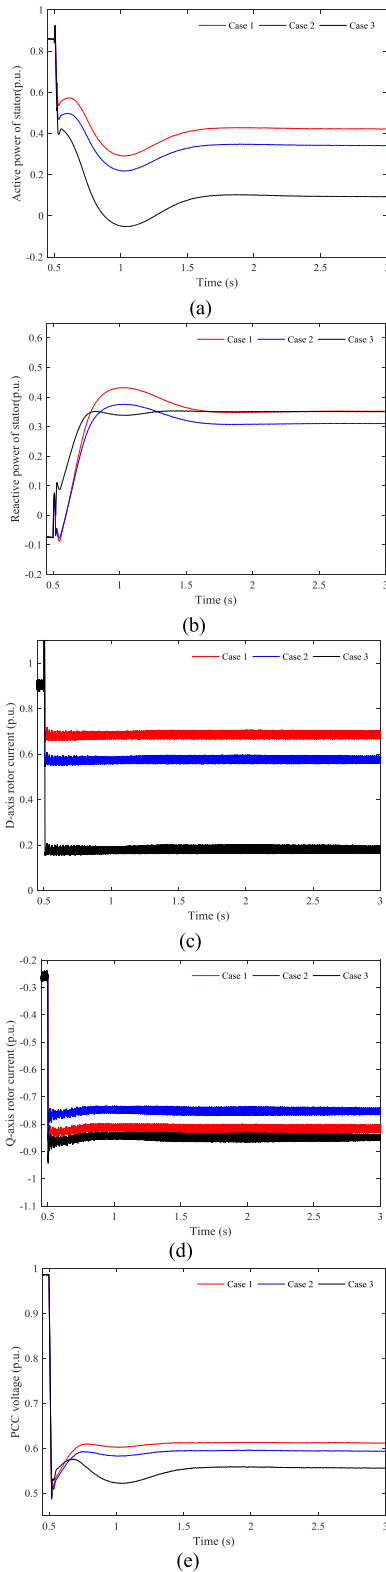 Case 1 Case 2 Case 3
1
0.8
0.6
0.4
0.2
0
-0.2
Active power of stator(p.u.)
0.5 1 1.5 2 2.5 3
Time (s)
(a)
Case 1 Case 2 Case 3
0.6
0.5
0.4
0.3
0.2
0.1
0
-0.1
-0.2
Reactive power of stator(p.u.)
0.5 1 1.5 2 2.5 3
Time (s)
(b)
Case 1 Case 2 Case 3
1
0.8
0.6
0.4
0.2
0
D-axis rotor current (p.u.)
0.5 1 1.5 2 2.5 3
Time (s)
(c)
Case 1 Case 2 Case 3
-0.2
-0.3
-0.4
-0.5
-0.6
-0.7
-0.8
-0.9
-1
-1.1
Q-axis rotor current (p.u.)
0.5 1 1.5 2 2.5 3
Time (s)
(d)
Case 1 Case 2 Case 3
1
0.9
0.8
0.7
0.6
0.5
PCC voltage (p.u.)
0.5 1 1.5 2 2.5 3
Time (s)
(e)